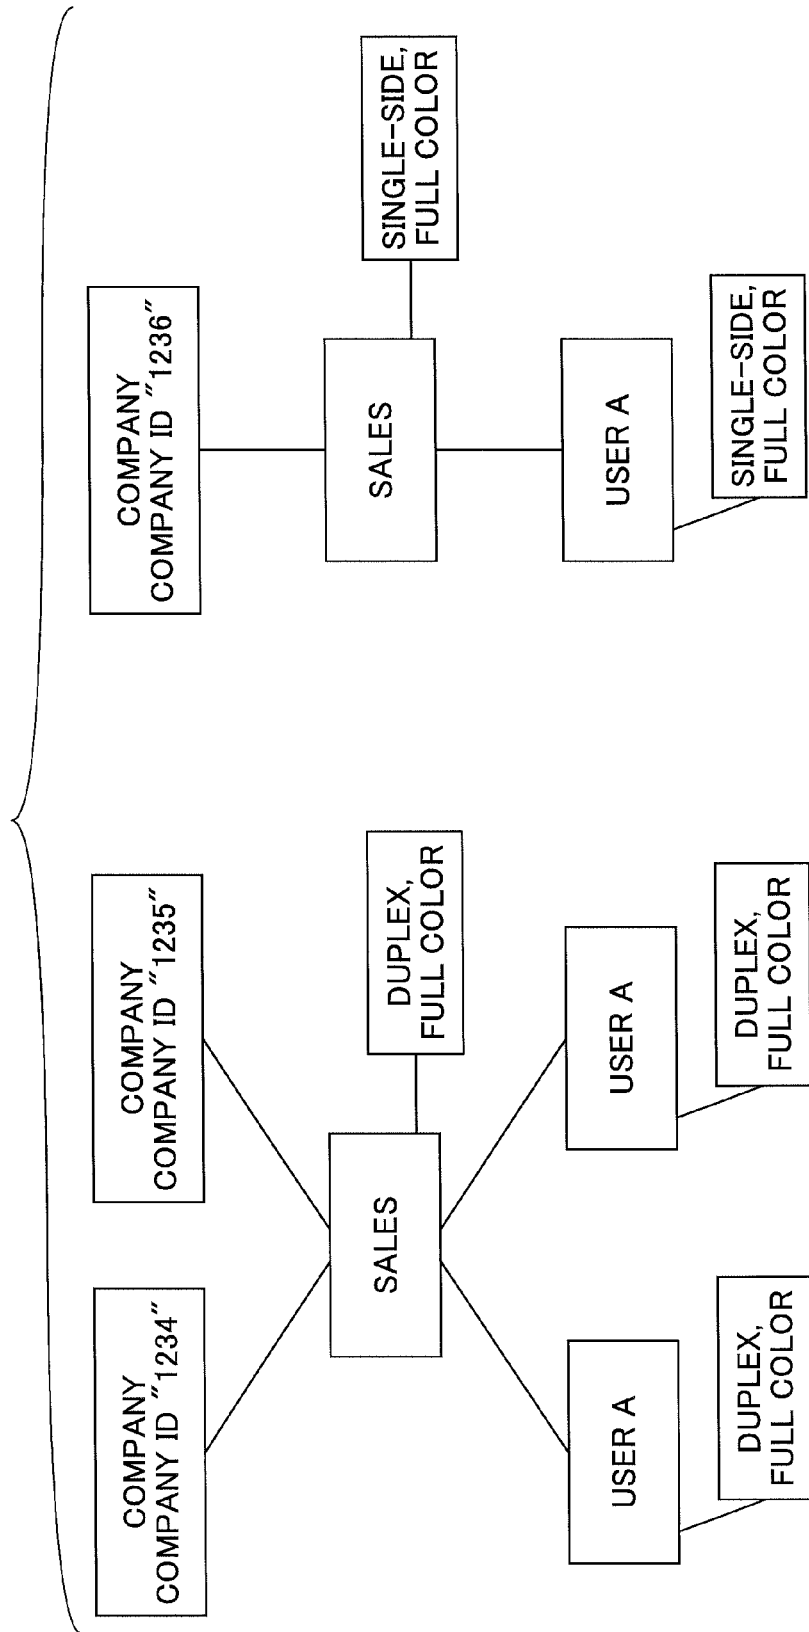 COMPANY
COMPANY ID "1234"
COMPANY
COMPANY ID "1235"
SALES
DUPLEX,
FULL COLOR
USER A
DUPLEX,
FULL COLOR
USER A
DUPLEX,
FULL COLOR
COMPANY
COMPANY ID "1236"
SALES
SINGLE-SIDE,
FULL COLOR
USER A
SINGLE-SIDE,
FULL COLOR